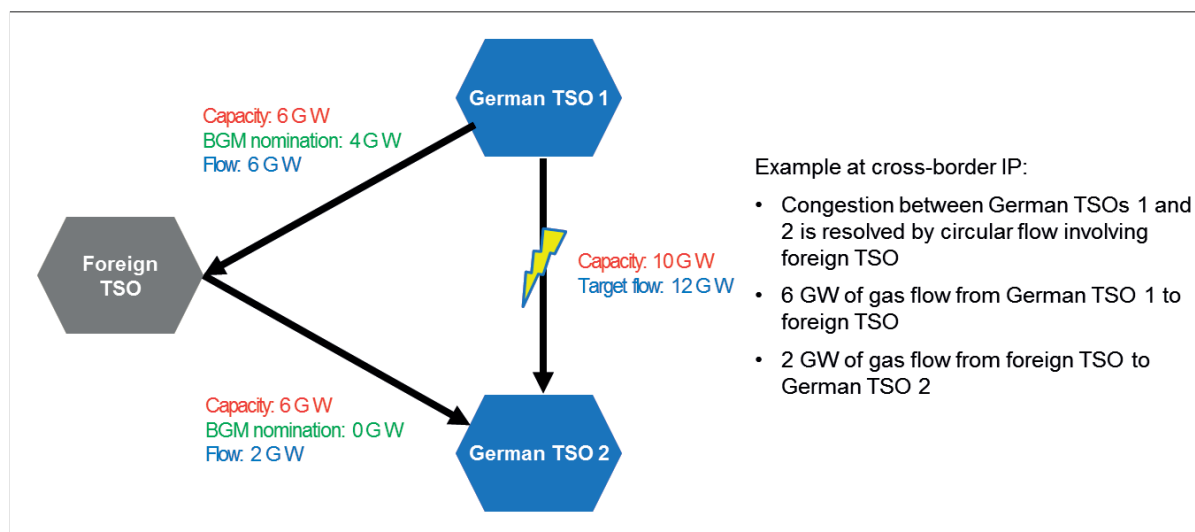 German TSO 1
Capacity: 6 GW
BGM nomination: 4 GW
Flow: 6 GW
Foreign
TSO
Capacity: 10 GW
Target flow: 12 GW
Capacity: 6 GW
BGM nomination: 0 GW
Flow: 2 GW
German TSO 2
Example at cross-border IP:
• Congestion between German TSOs 1 and
2 is resolved by circular flow involving
foreign TSO
• 6 GW of gas flow from German TSO 1 to
foreign TSO
• 2 GW of gas flow from foreign TSO to
German TSO 2